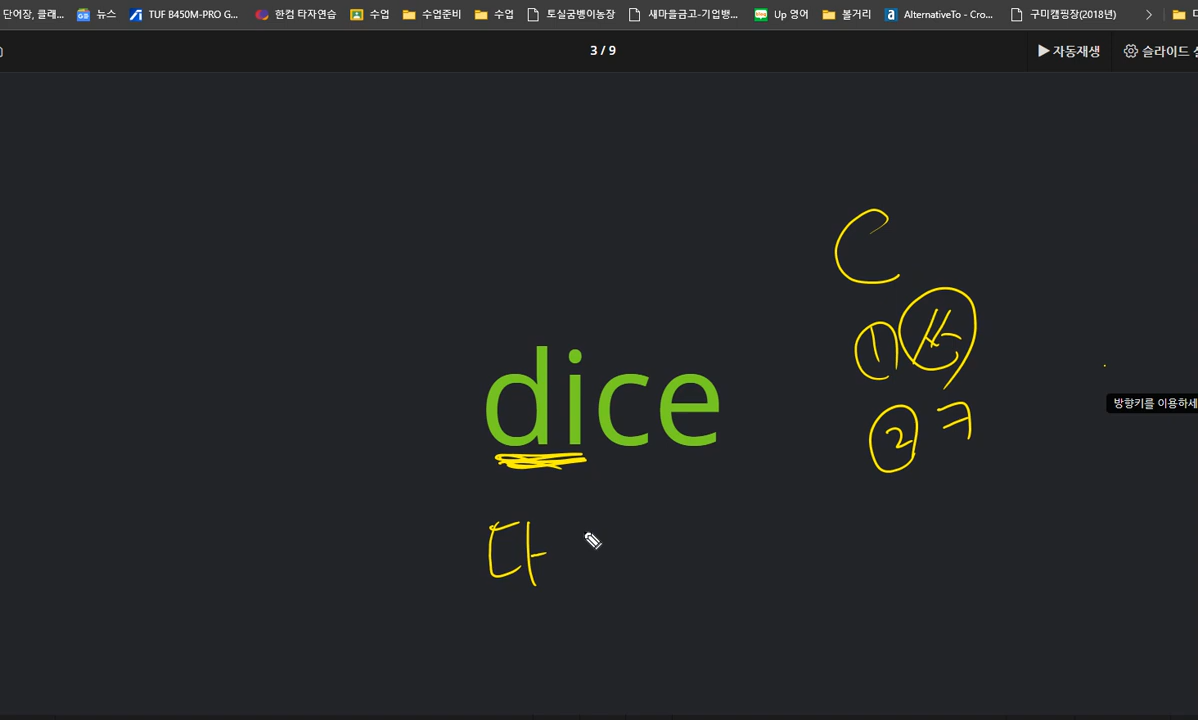 단어장, 클래... 뉴스 TUF B450M-PRO G... 한컴 타자연습 수업 수업준비 수업 토실굼벵이농장 새마을금고-기업뱅... Up 영어 볼거리 AlternativeTo - Cro... 구미캠핑장(2018년)
3 / 9 ▶ 자동재생 슬라이드
C
① ㅆ
dice
방향키를 이용하세
② ㅋ
다